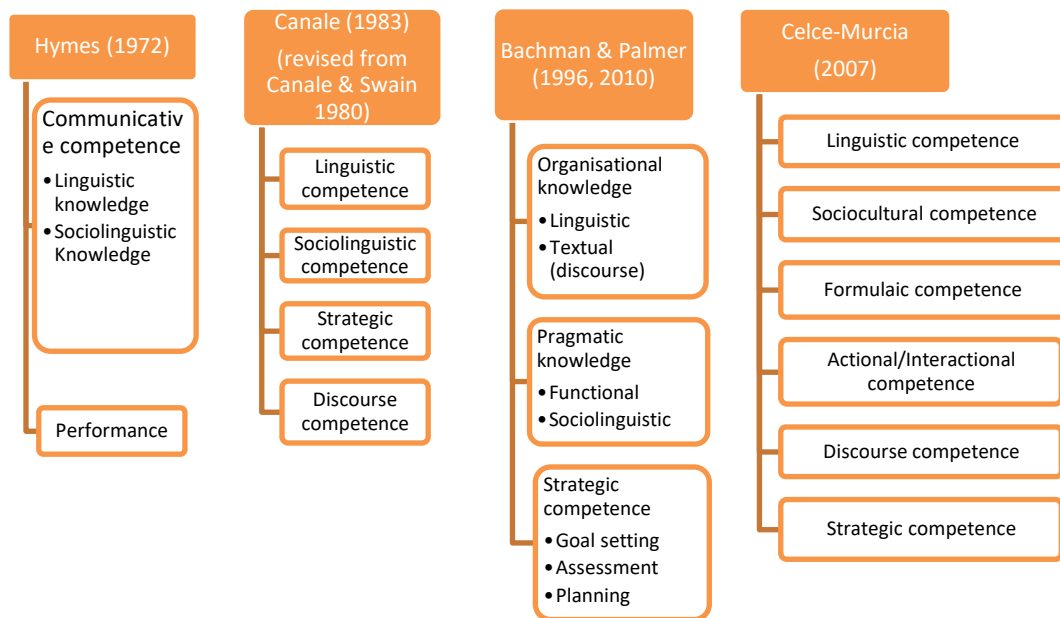 Hymes (1972)
Communicativ
e competence
•Linguistic
knowledge
•Sociolinguistic
Knowledge
Performance
Canale (1983)
(revised from
Canale & Swain
1980)
Linguistic
competence
Sociolinguistic
competence
Strategic
competence
Discourse
competence
Bachman & Palmer
(1996, 2010)
Organisational
knowledge
•Linguistic
•Textual
(discourse)
Pragmatic
knowledge
•Functional
•Sociolinguistic
Strategic
competence
•Goal setting
•Assessment
•Planning
Celce-Murcia
(2007)
Linguistic competence
Sociocultural competence
Formulaic competence
Actional/Interactional
competence
Discourse competence
Strategic competence